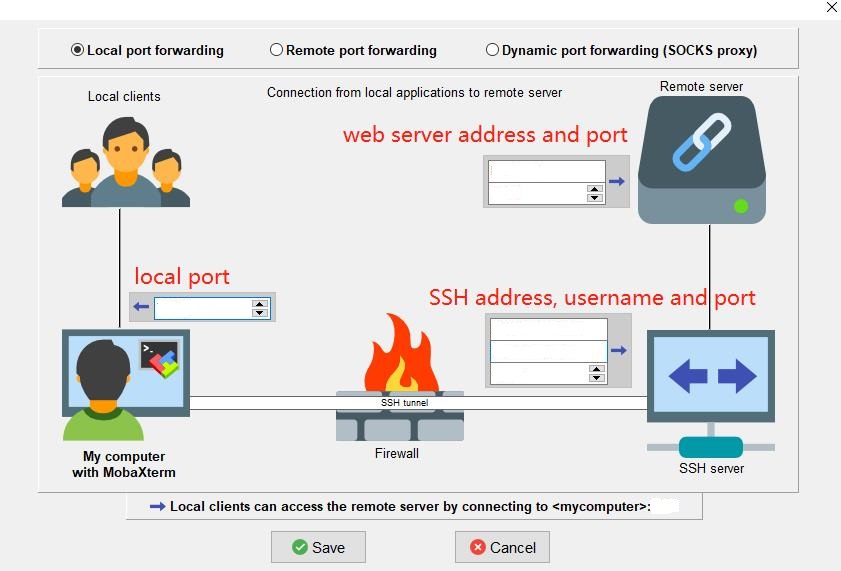 Local port forwarding
Remote port forwarding
Dynamic port forwarding (SOCKS proxy)
Local clients
Connection from local applications to remote server
Remote server
web server address and port
local port
SSH address, username and port
>_
SSH tunnel
My computer
with MobaXterm
Firewall
SSH server
Local clients can access the remote server by connecting to <mycomputer>:
Save
Cancel